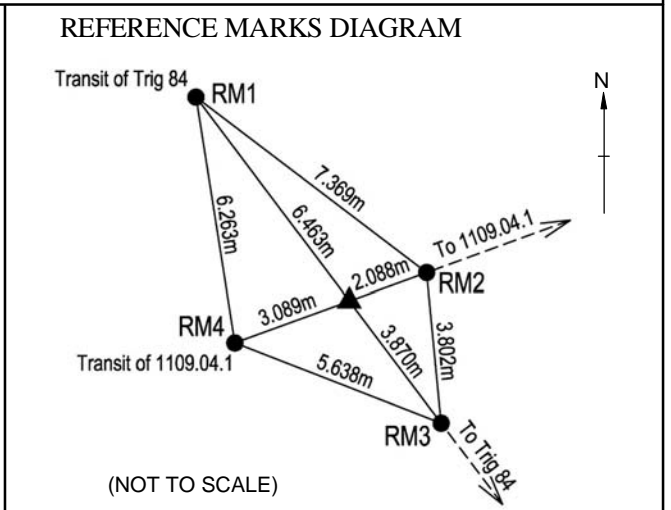 REFERENCE MARKS DIAGRAM
Transit of Trig 84
RM1
N
7.369m
6.263m
6.463m
To 1109.04.1
2.088m
RM2
3.089m
RM4
Transit of 1109.04.1
3.870m
3.802m
5.638m
RM3
To Trig 84
(NOT TO SCALE)